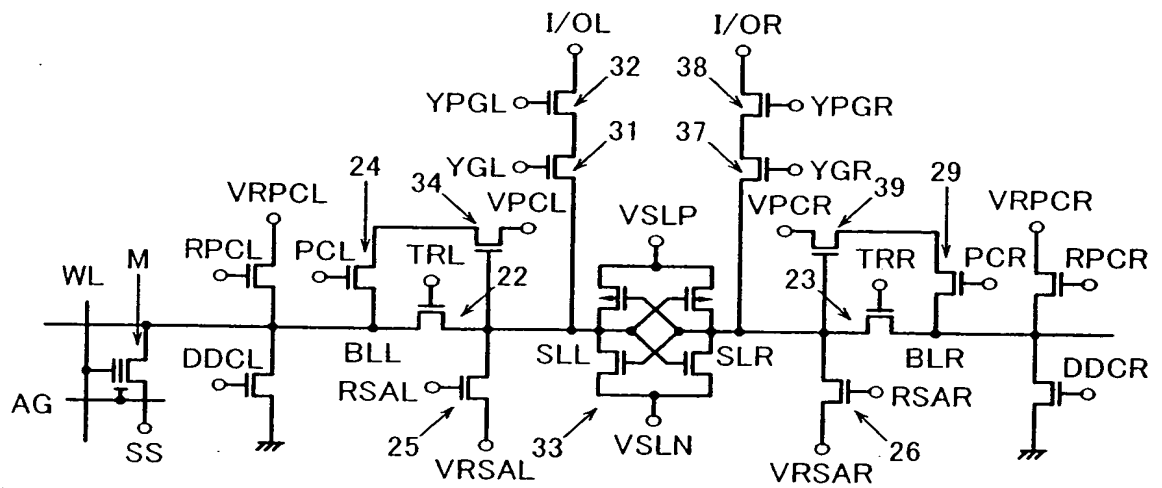 I/OL I/OR
32 38
YPGL YPGR
31 37
YGL YGR
24 34 39 29
VRPCL VPCL VSLP VPCR VRPCR
RPCL PCL TRL TRR PCR RPCR
WL M 22 23
BLL SLL SLR BLR
DDCL DDCR
RSAL RSAR
AG
SS 25 33 VSLN 26
VRSAL VRSAR